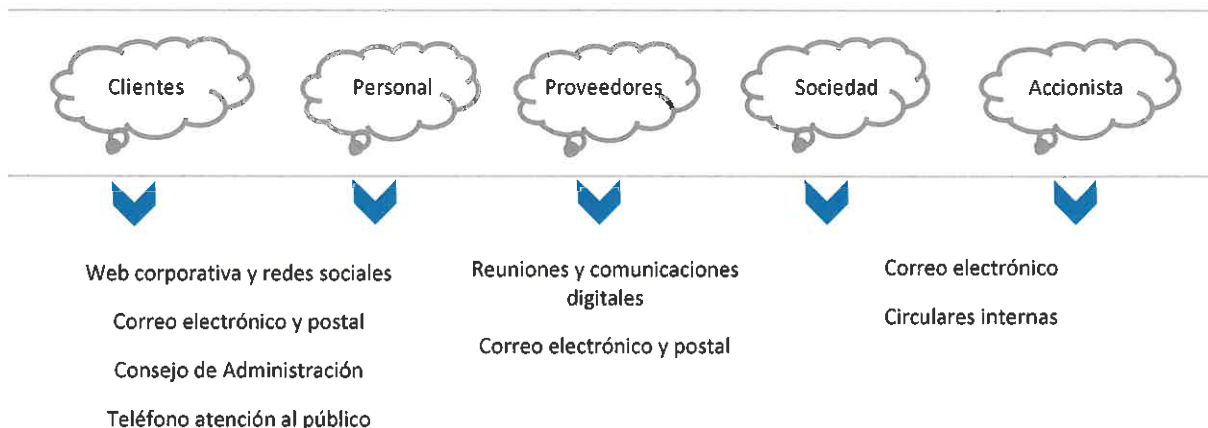 Clientes
Personal
Proveedores
Sociedad
Accionista
Web corporativa y redes sociales
Correo electrónico y postal
Consejo de Administración
Teléfono atención al público
Reuniones y comunicaciones
digitales
Correo electrónico y postal
Correo electrónico
Circulares internas